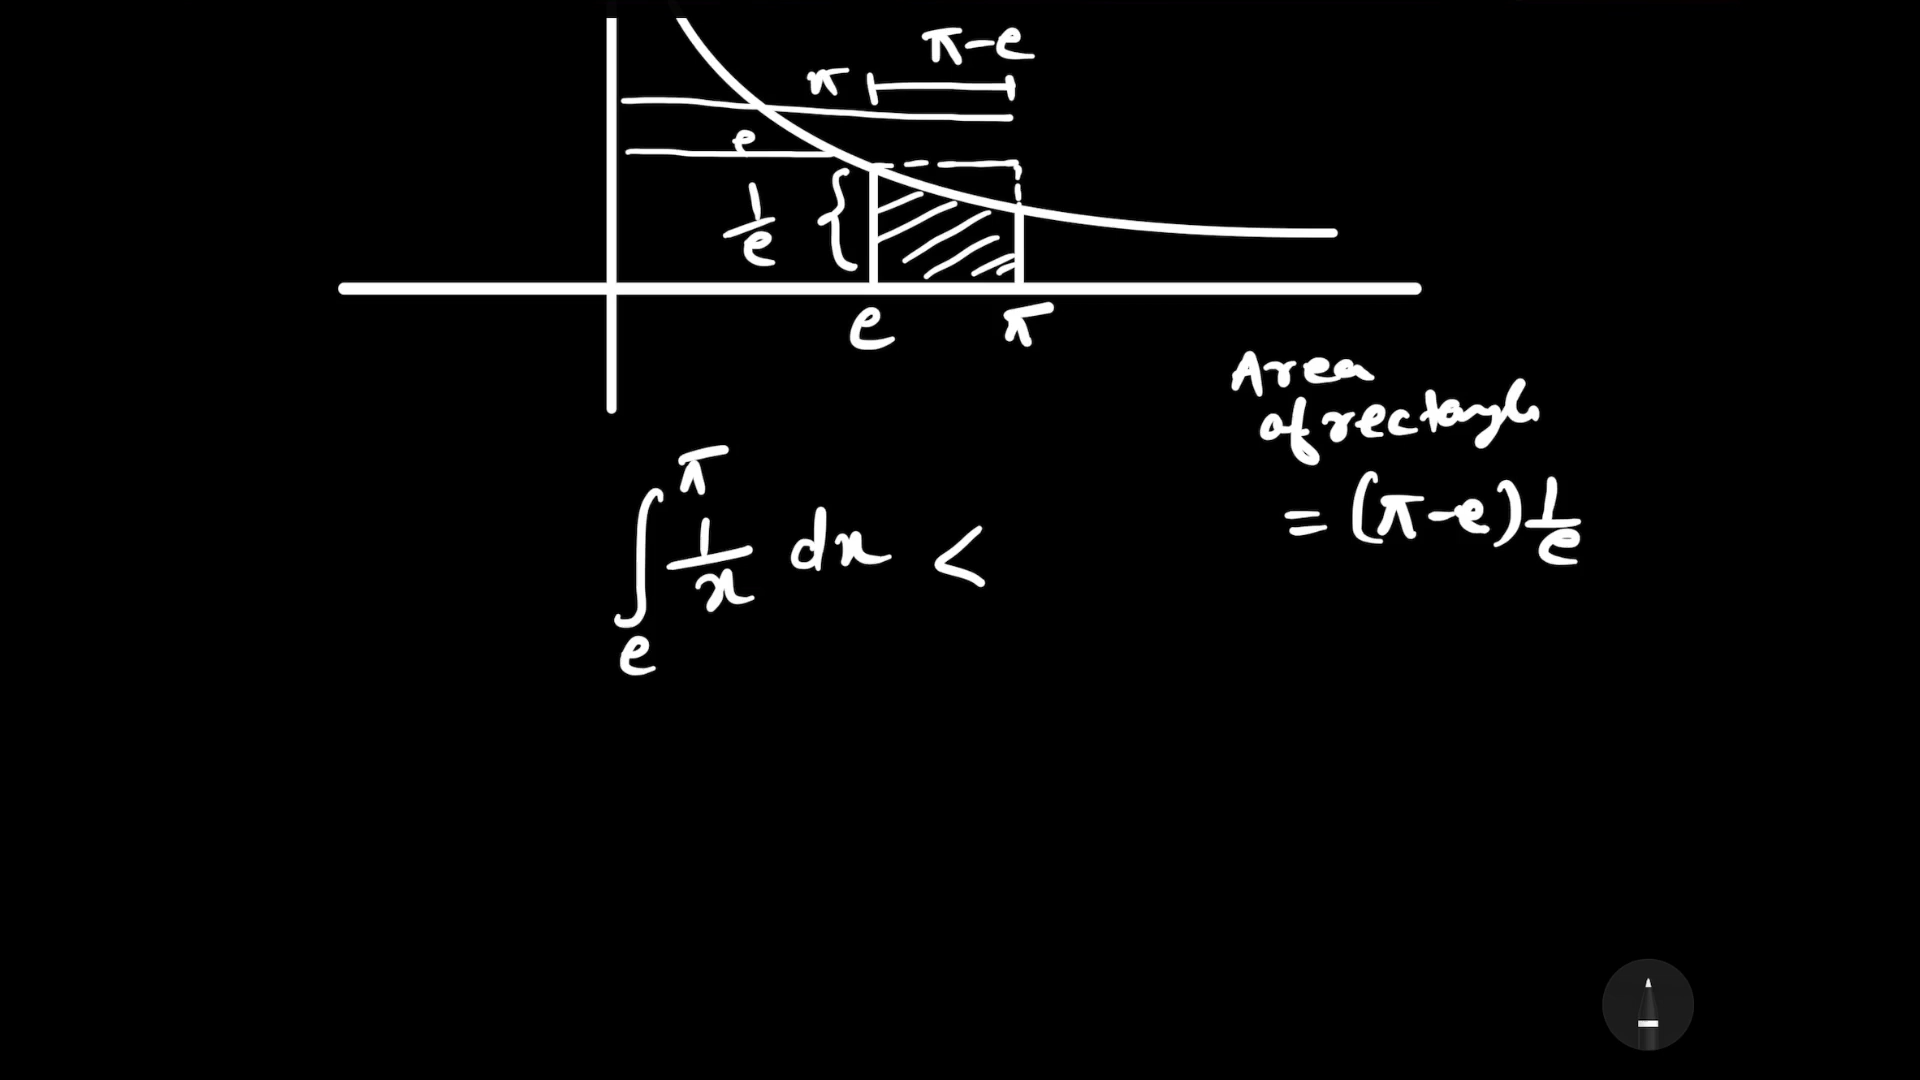 π-e
π
e
1/e
e π
Area
of rectangle
= (π-e) 1/e
∫_e^π 1/x dx <